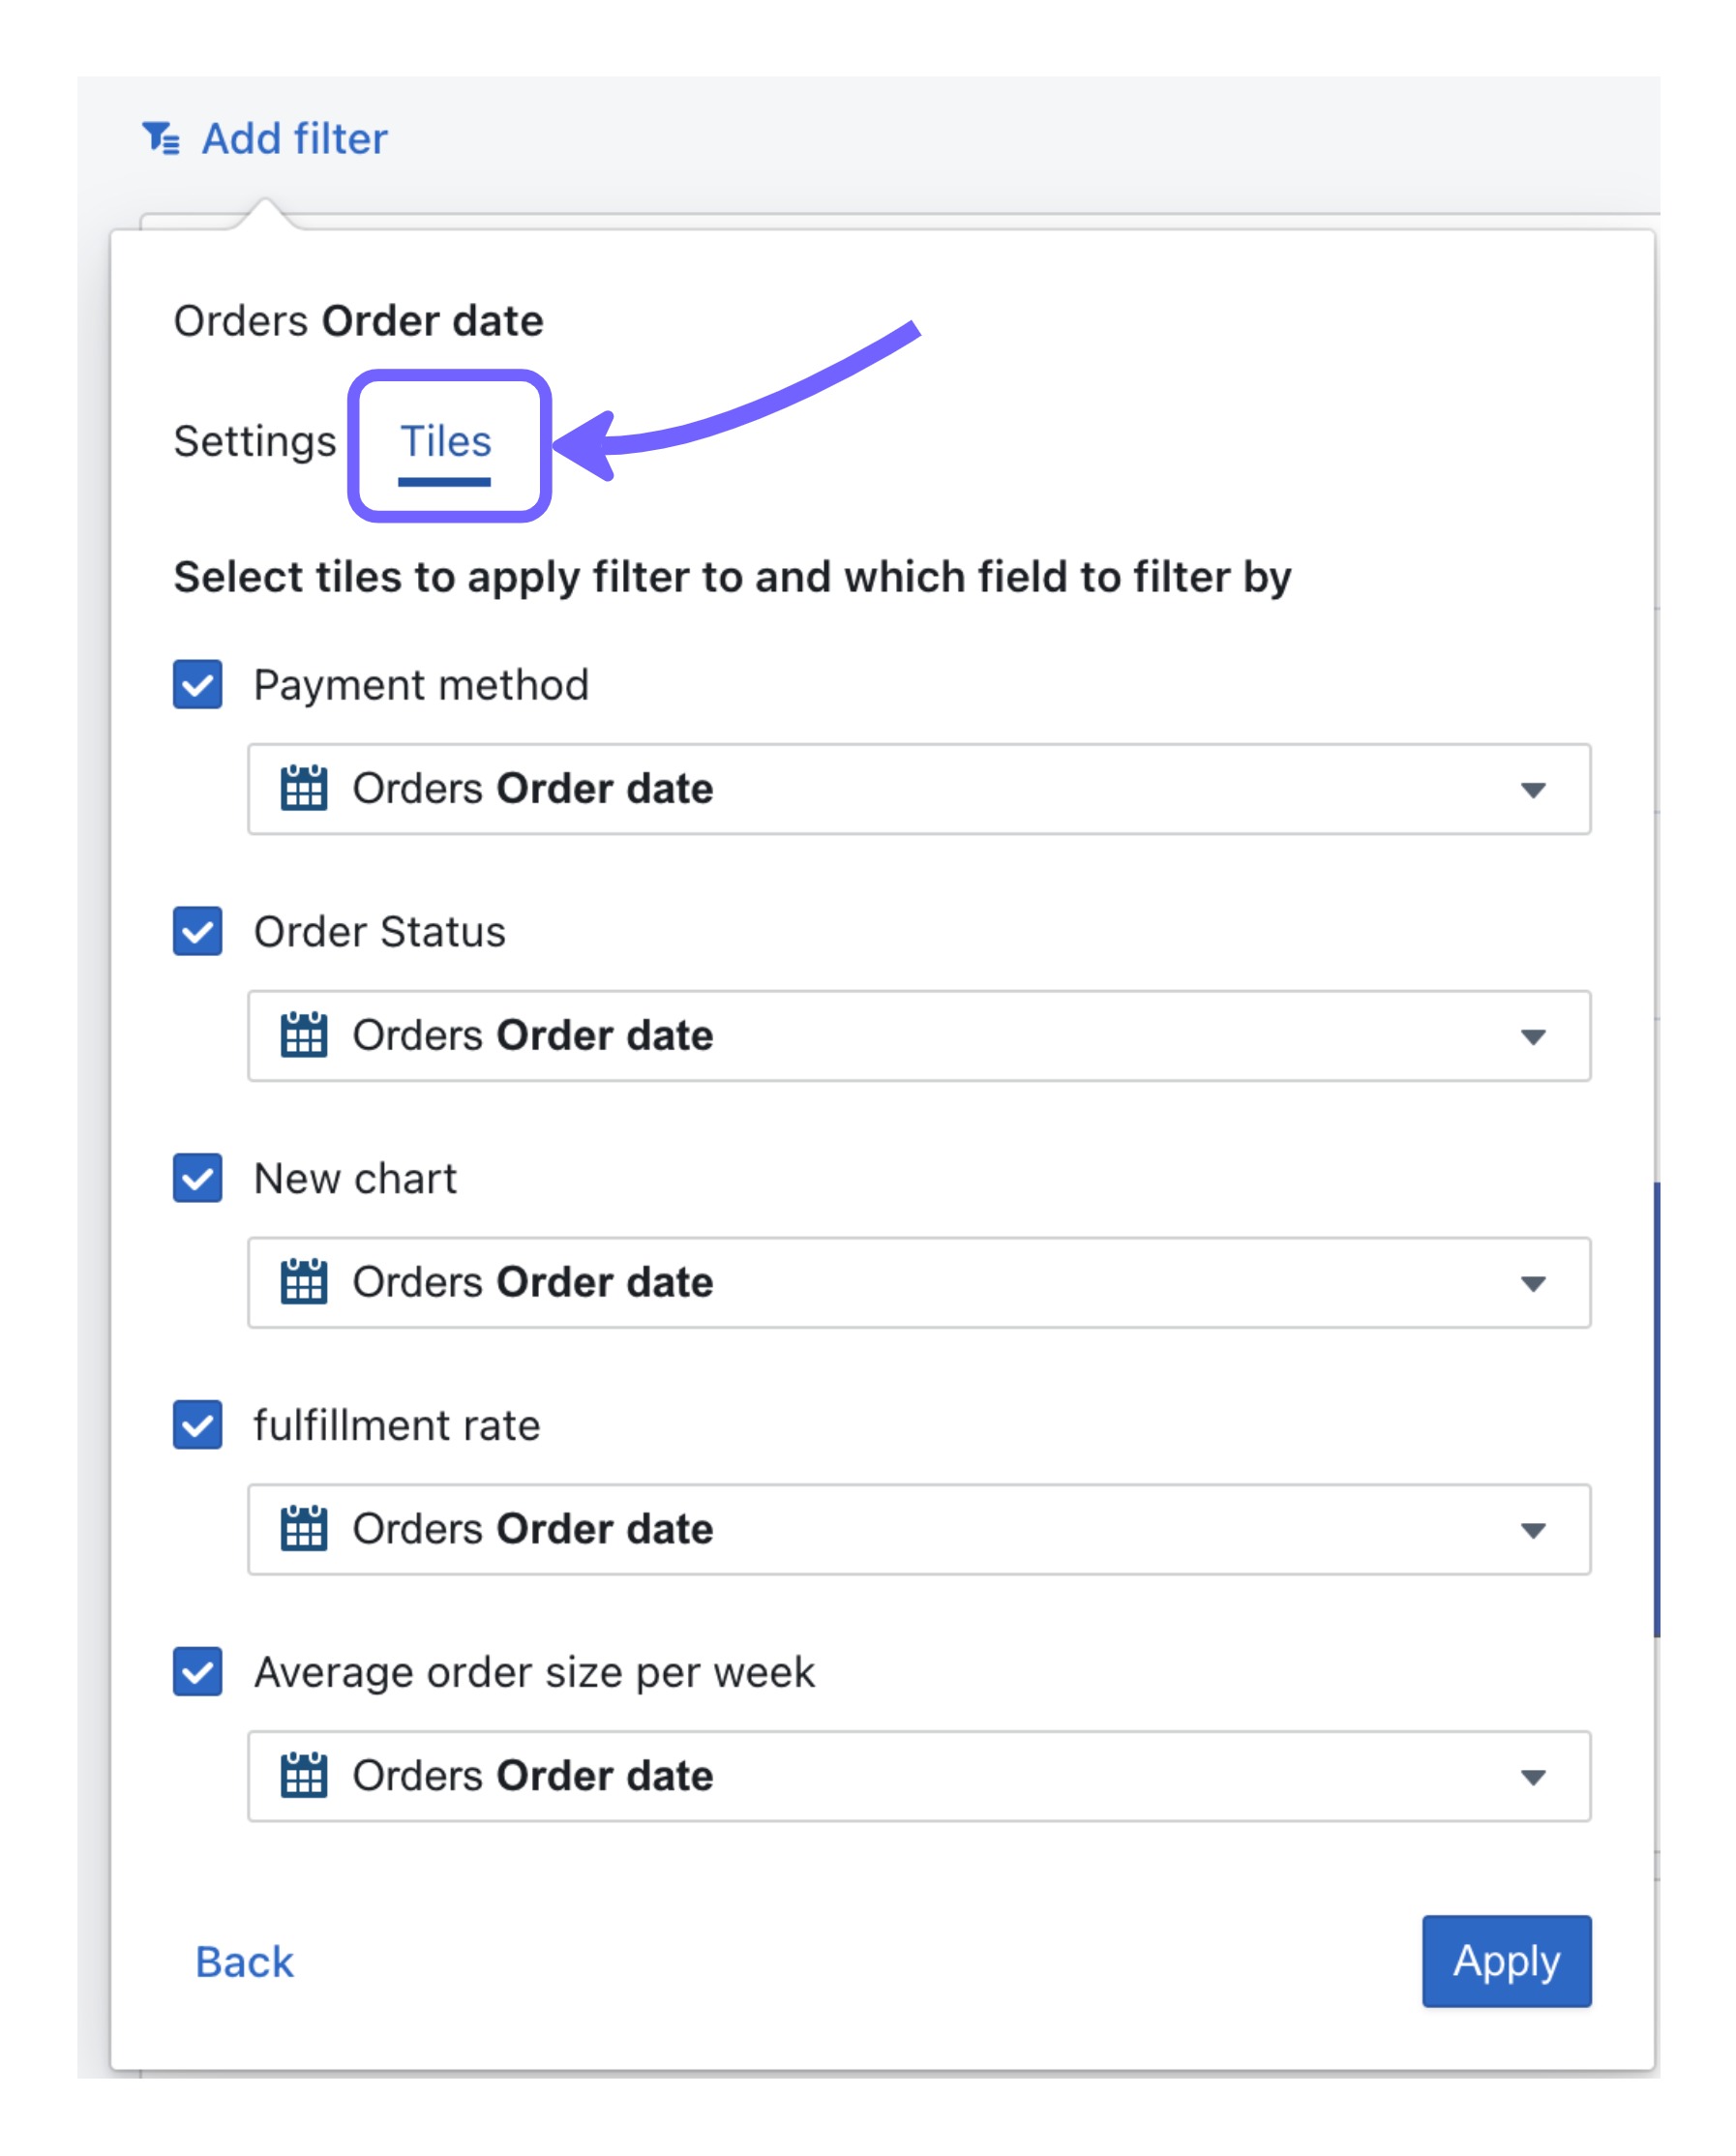 Add filter
Orders Order date
Settings Tiles
Select tiles to apply filter to and which field to filter by
Payment method
Orders Order date
Order Status
Orders Order date
New chart
Orders Order date
fulfillment rate
Orders Order date
Average order size per week
Orders Order date
Back Apply